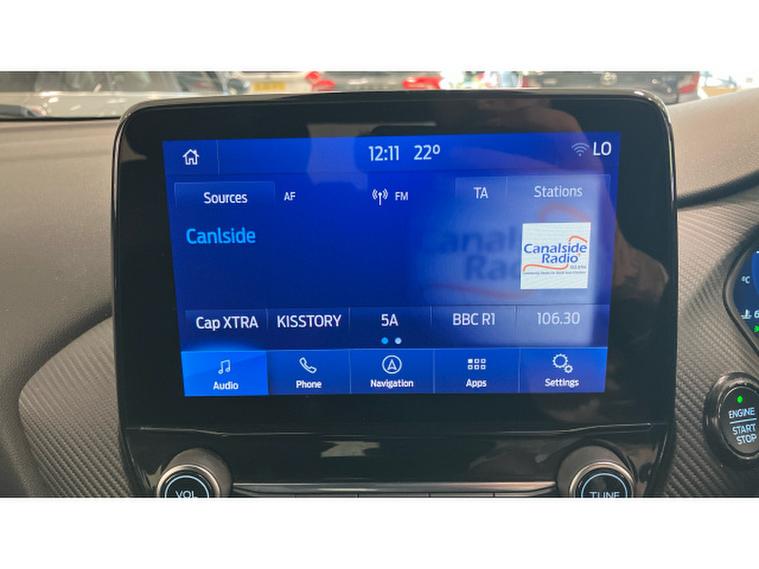 12:11 22º LO
Sources AF FM TA Stations
Canlside
Canalside
Radio
Cap XTRA KISSTORY 5A BBC R1 106.30
Audio Phone Navigation Apps Settings
ENGINE
START
STOP
VOL TUNE
°C